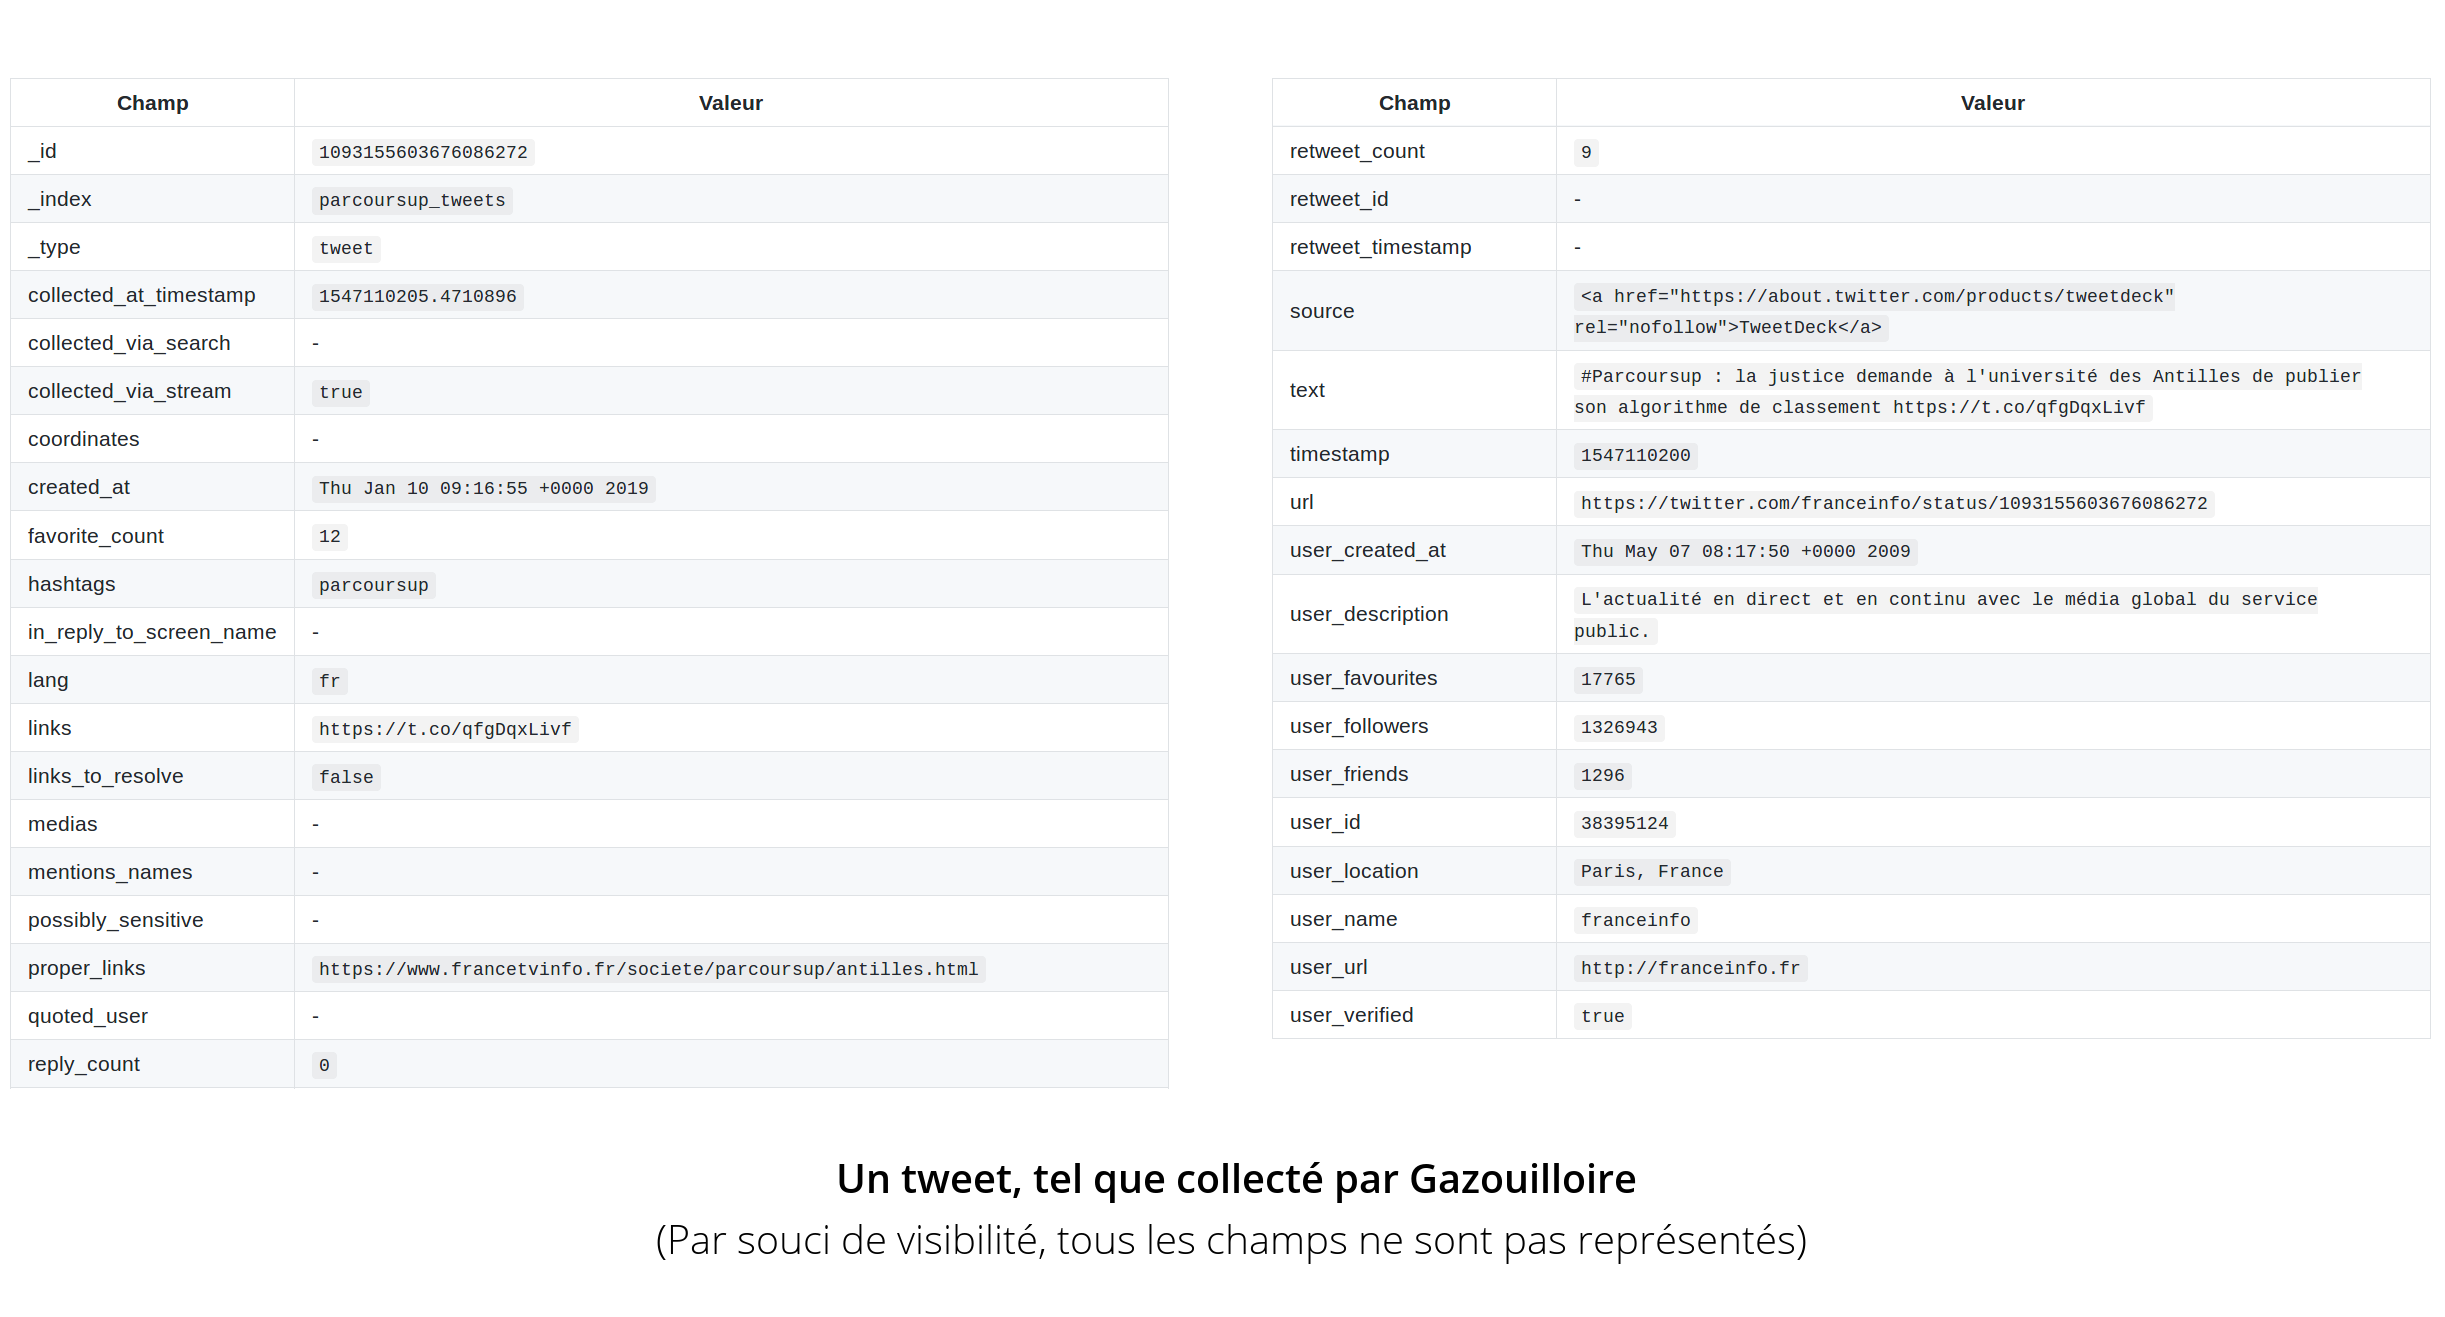 Champ Valeur
_id 1093155603676086272
_index parcoursup_tweets
_type tweet
collected_at_timestamp 1547110205.4710896
collected_via_search -
collected_via_stream true
coordinates -
created_at Thu Jan 10 09:16:55 +0000 2019
favorite_count 12
hashtags parcoursup
in_reply_to_screen_name -
lang fr
links https://t.co/qfgDqxLivf
links_to_resolve false
medias -
mentions_names -
possibly_sensitive -
proper_links https://www.francetvinfo.fr/societe/parcoursup/antilles.html
quoted_user -
reply_count 0
Champ Valeur
retweet_count 9
retweet_id -
retweet_timestamp -
source <a href="https://about.twitter.com/products/tweetdeck"
rel="nofollow">TweetDeck</a>
text #Parcoursup : la justice demande à l'université des Antilles de publier
son algorithme de classement https://t.co/qfgDqxLivf
timestamp 1547110200
url https://twitter.com/franceinfo/status/1093155603676086272
user_created_at Thu May 07 08:17:50 +0000 2009
user_description L'actualité en direct et en continu avec le média global du service
public.
user_favourites 17765
user_followers 1326943
user_friends 1296
user_id 38395124
user_location Paris, France
user_name franceinfo
user_url http://franceinfo.fr
user_verified true
Un tweet, tel que collecté par Gazouilloire
(Par souci de visibilité, tous les champs ne sont pas représentés)